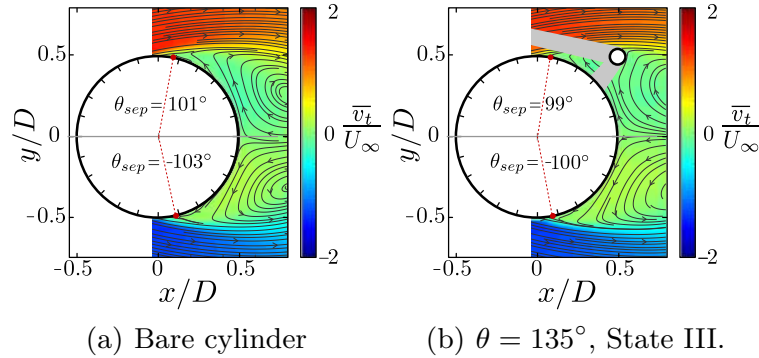 0.5
0
-0.5
y/D
-0.5
0
0.5
x/D
θsep= 101°
θsep= -103°
2
0
−2
v̅t̅/U∞
(a) Bare cylinder
0.5
0
-0.5
y/D
-0.5
0
0.5
x/D
θsep= 99°
θsep= -100°
2
0
−2
v̅t̅/U∞
(b) θ = 135°, State III.